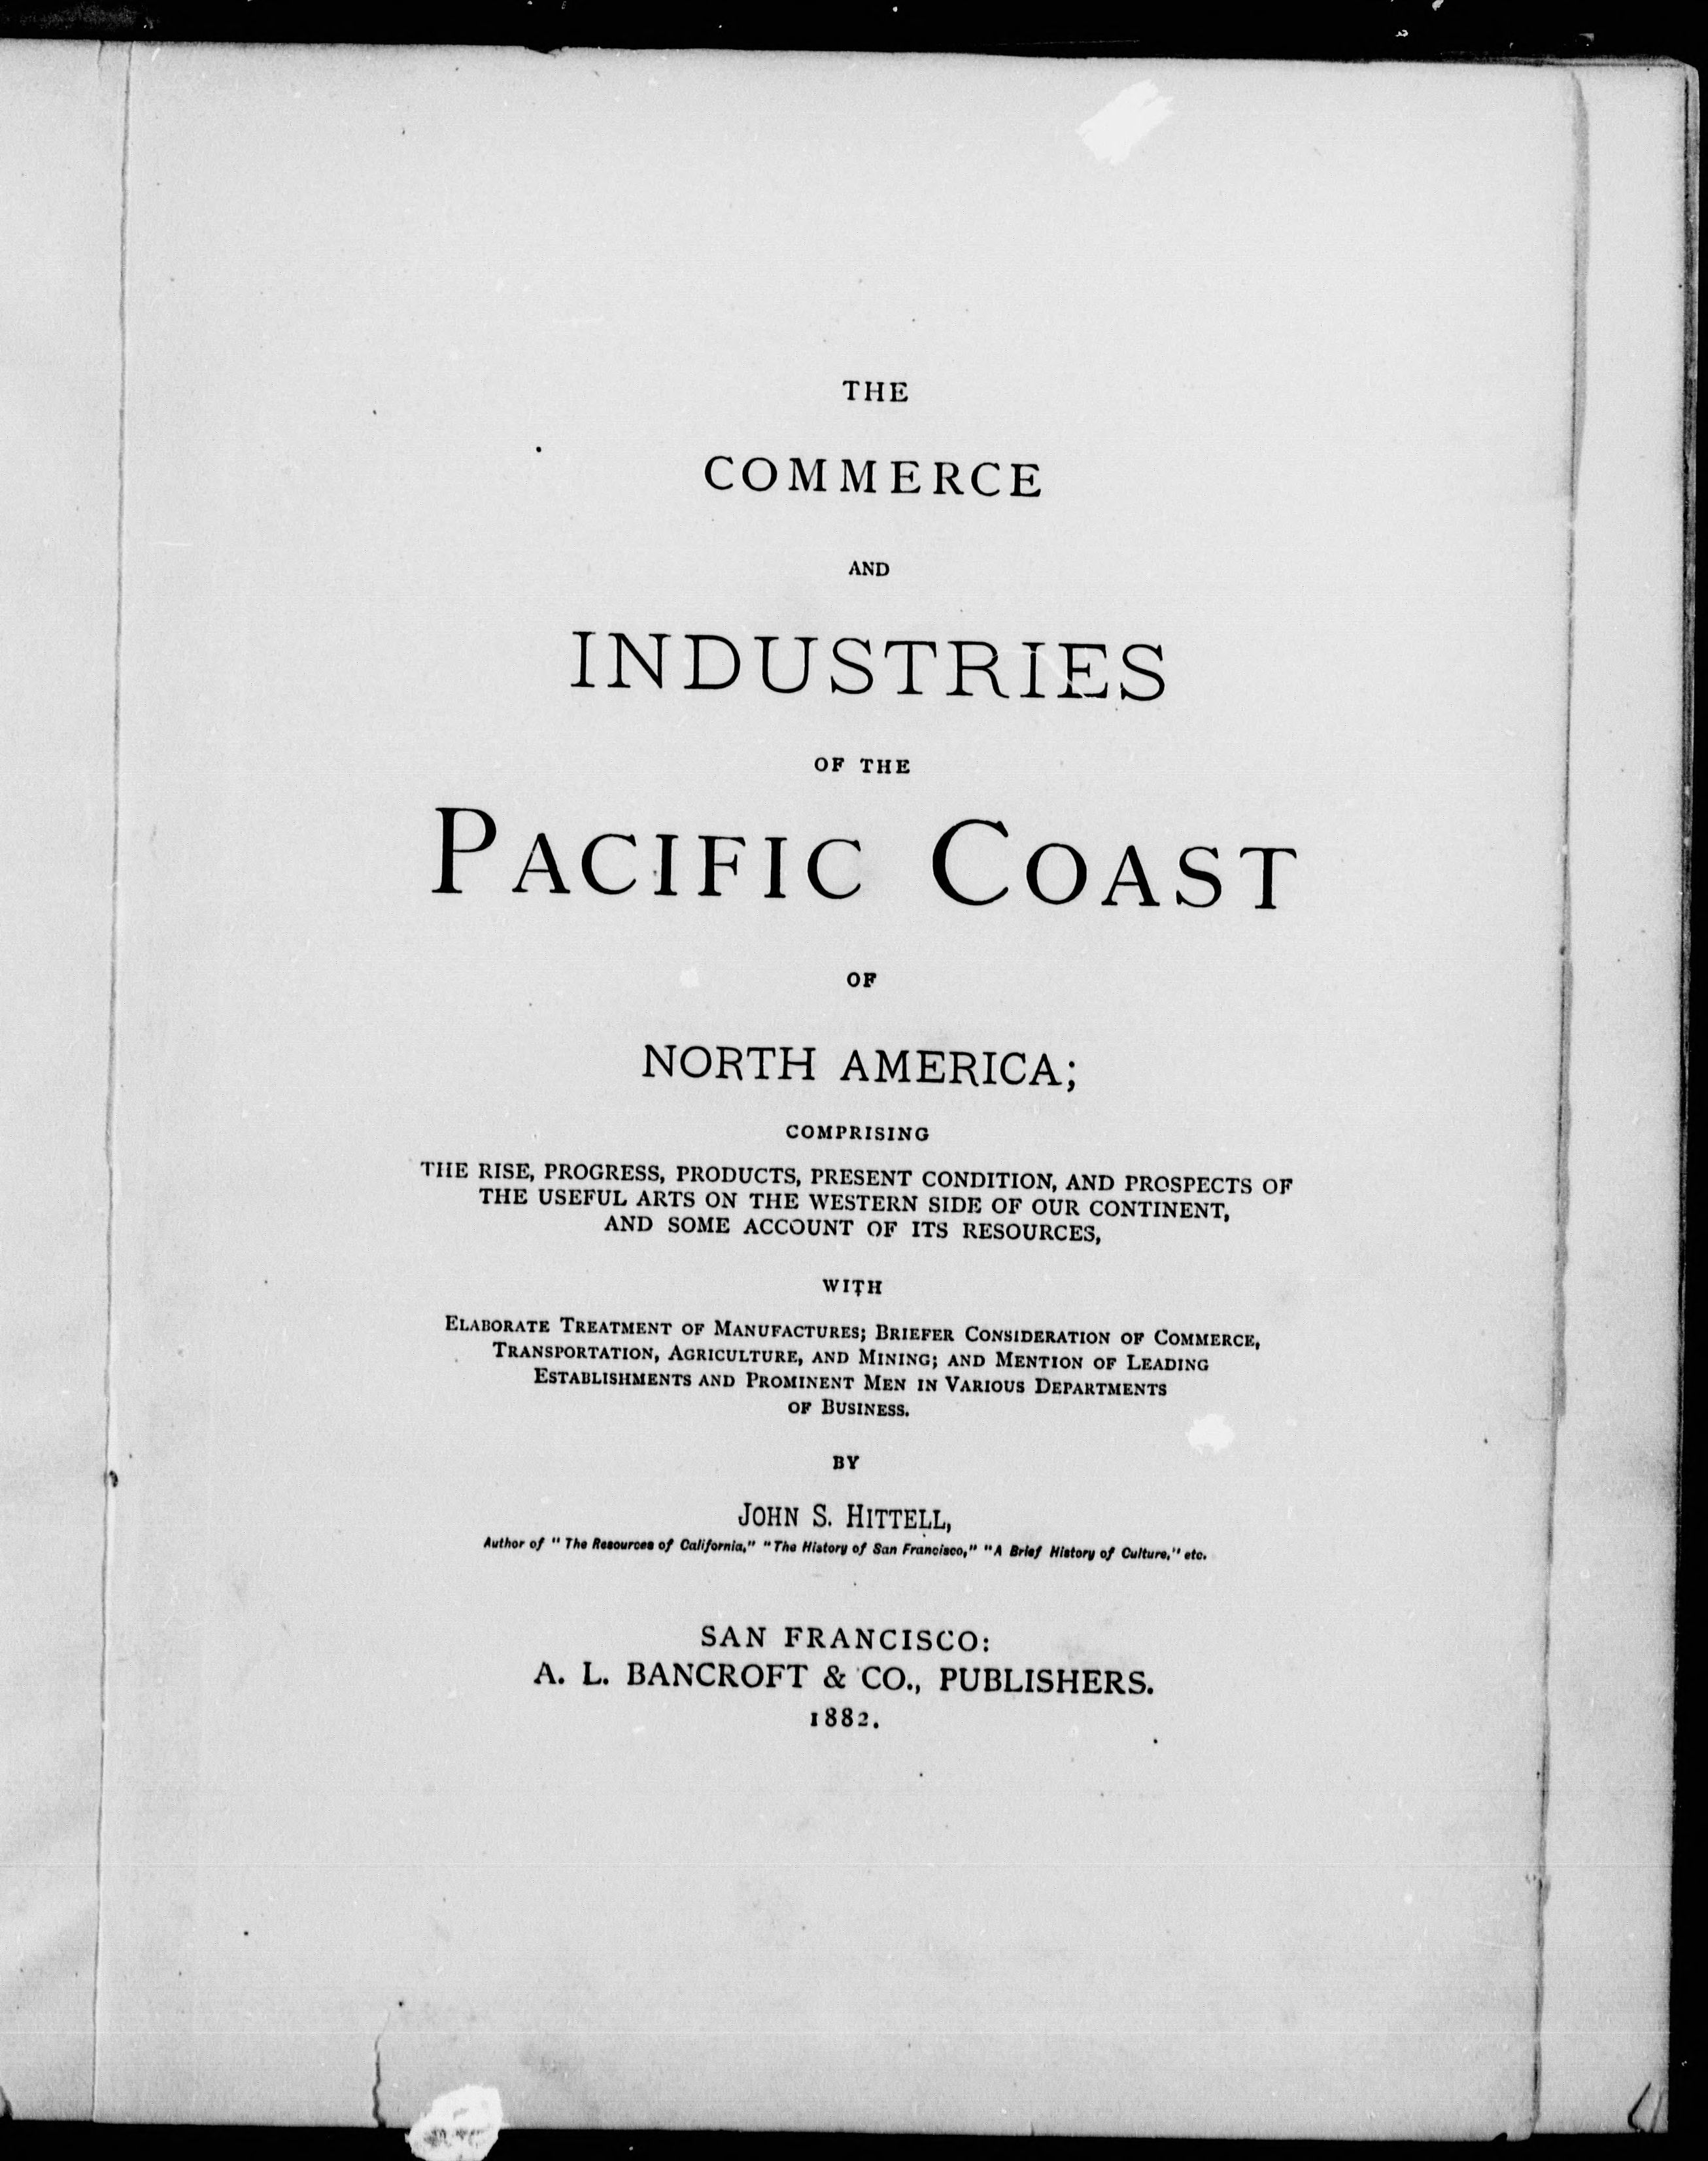 THE
COMMERCE
AND
INDUSTRIES
OF THE
PACIFIC COAST
OF
NORTH AMERICA;
COMPRISING
THE RISE, PROGRESS, PRODUCTS, PRESENT CONDITION, AND PROSPECTS OF
THE USEFUL ARTS ON THE WESTERN SIDE OF OUR CONTINENT,
AND SOME ACCOUNT OF ITS RESOURCES,
WITH
ELABORATE TREATMENT OF MANUFACTURES; BRIEFER CONSIDERATION OF COMMERCE,
TRANSPORTATION, AGRICULTURE, AND MINING; AND MENTION OF LEADING
ESTABLISHMENTS AND PROMINENT MEN IN VARIOUS DEPARTMENTS
OF BUSINESS.
BY
JOHN S. HITTELL,
Author of "The Resources of California," "The History of San Francisco," "A Brief History of Culture," etc.
SAN FRANCISCO:
A. L. BANCROFT & CO., PUBLISHERS.
1882.